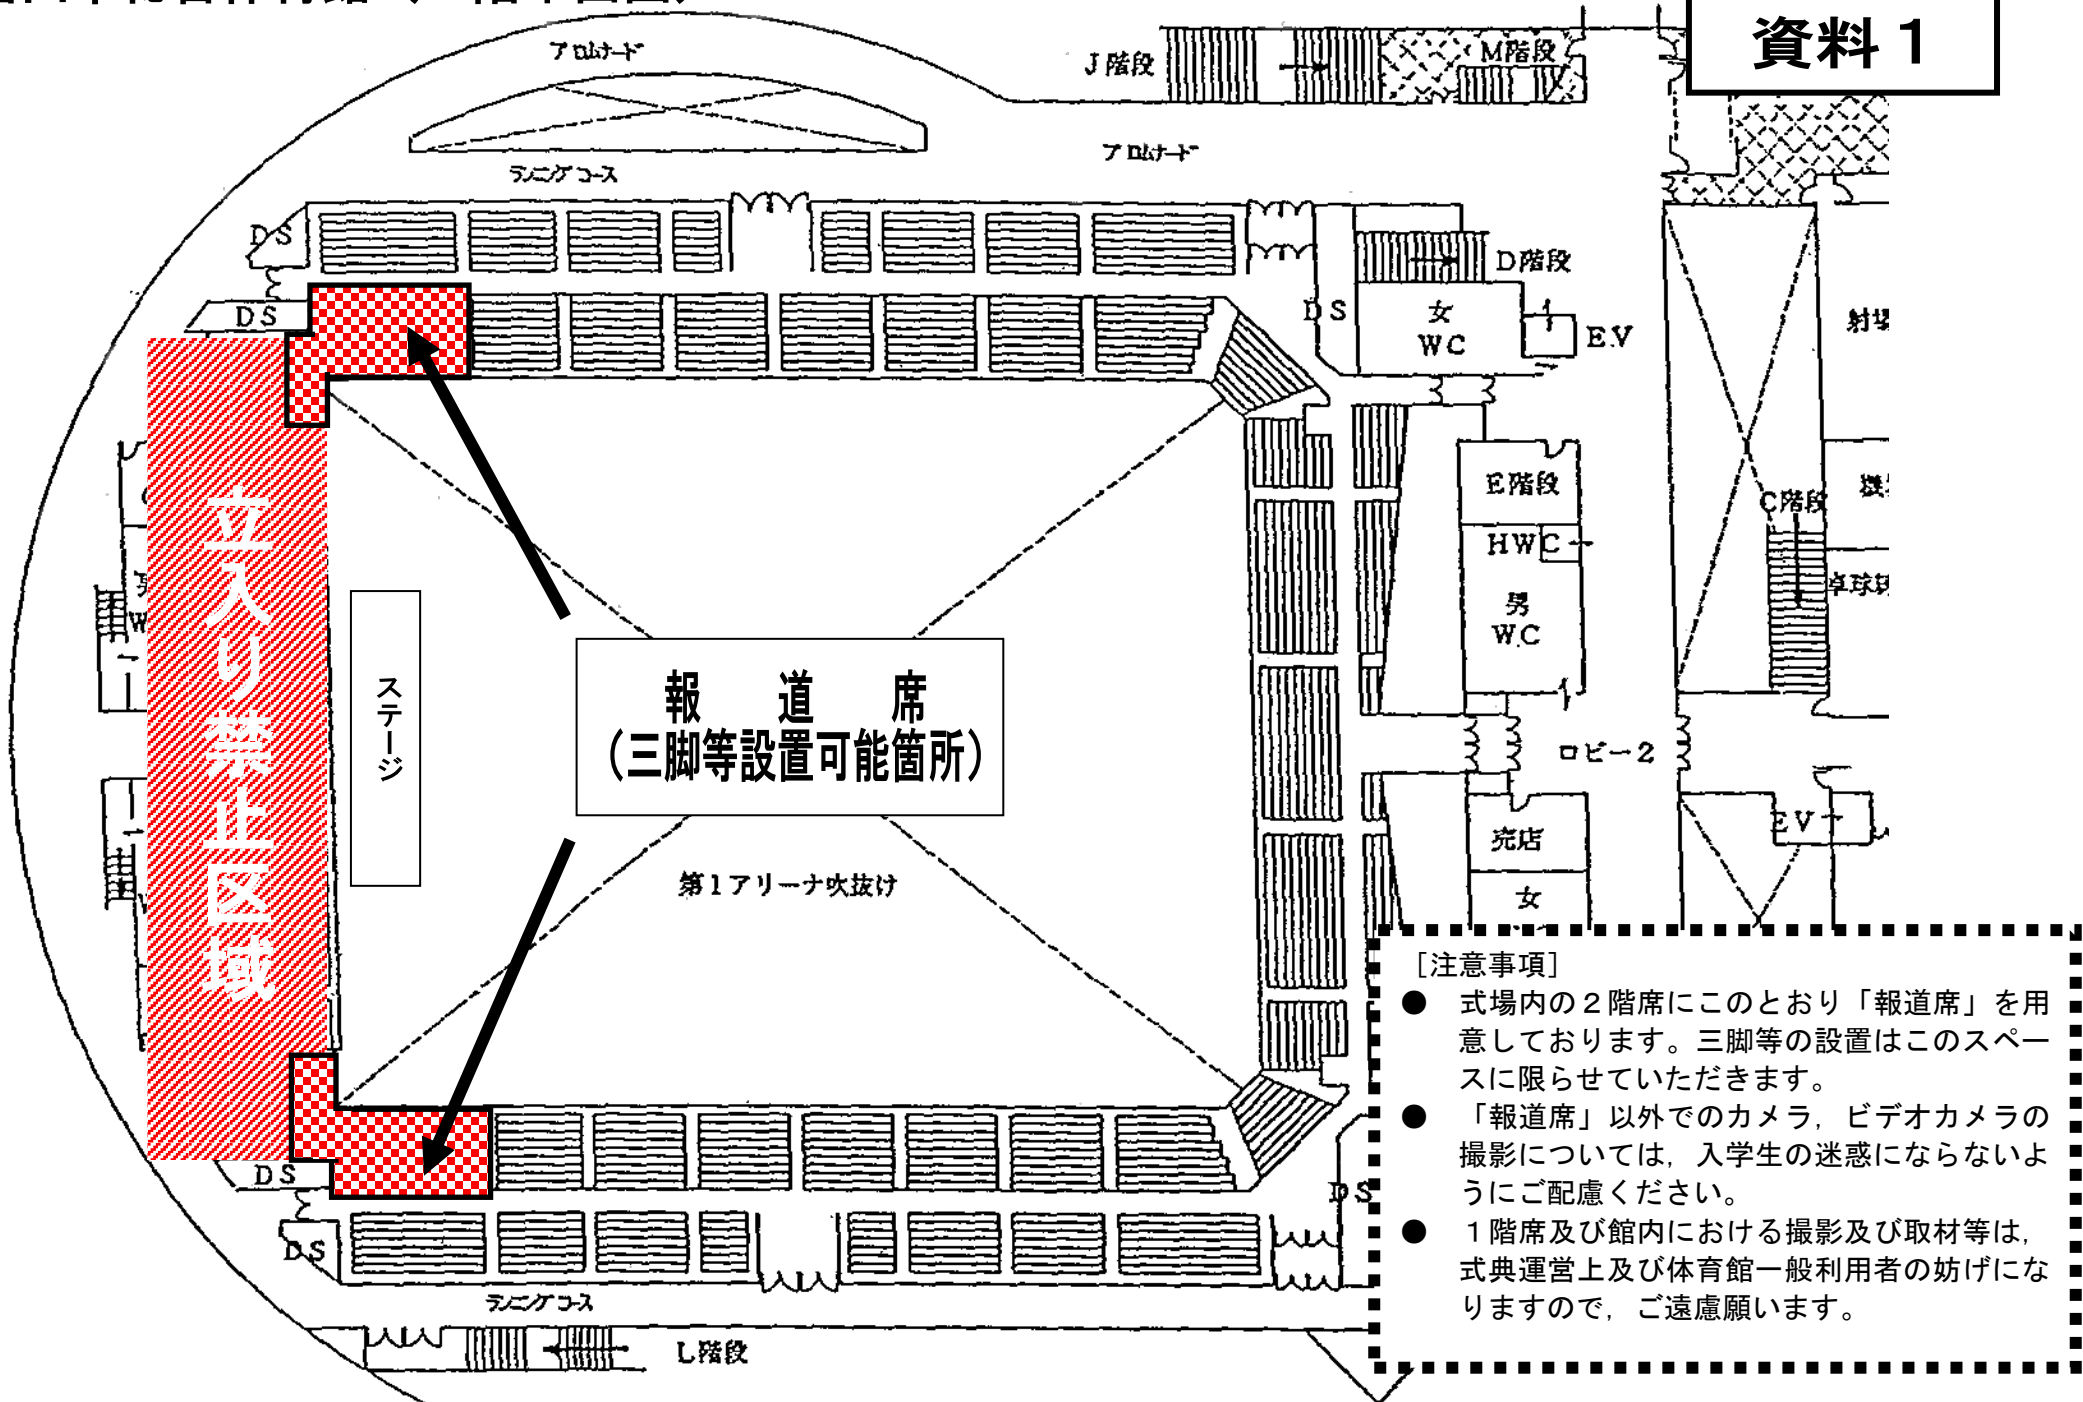 資料１
プロムナード
J階段
M階段
プロムナード
ランニングコース
DS
D階段
DS
DS
女
WC
EV
射場
立入り禁止区域
E階段
C階段
HWC
卓球
男
W.C
ステージ
報　道　席
（三脚等設置可能箇所）
ロビー2
売店
EV
第1アリーナ吹抜け
女
［注意事項］
● 式場内の２階席にこのとおり「報道席」を用
意しております。三脚等の設置はこのスペー
スに限らせていただきます。
● 「報道席」以外でのカメラ，ビデオカメラの
撮影については，入学生の迷惑にならないよ
うにご配慮ください。
● １階席及び館内における撮影及び取材等は，
式典運営上及び体育館一般利用者の妨げにな
りますので，ご遠慮願います。
DS
DS
DS
ランニングコース
L階段